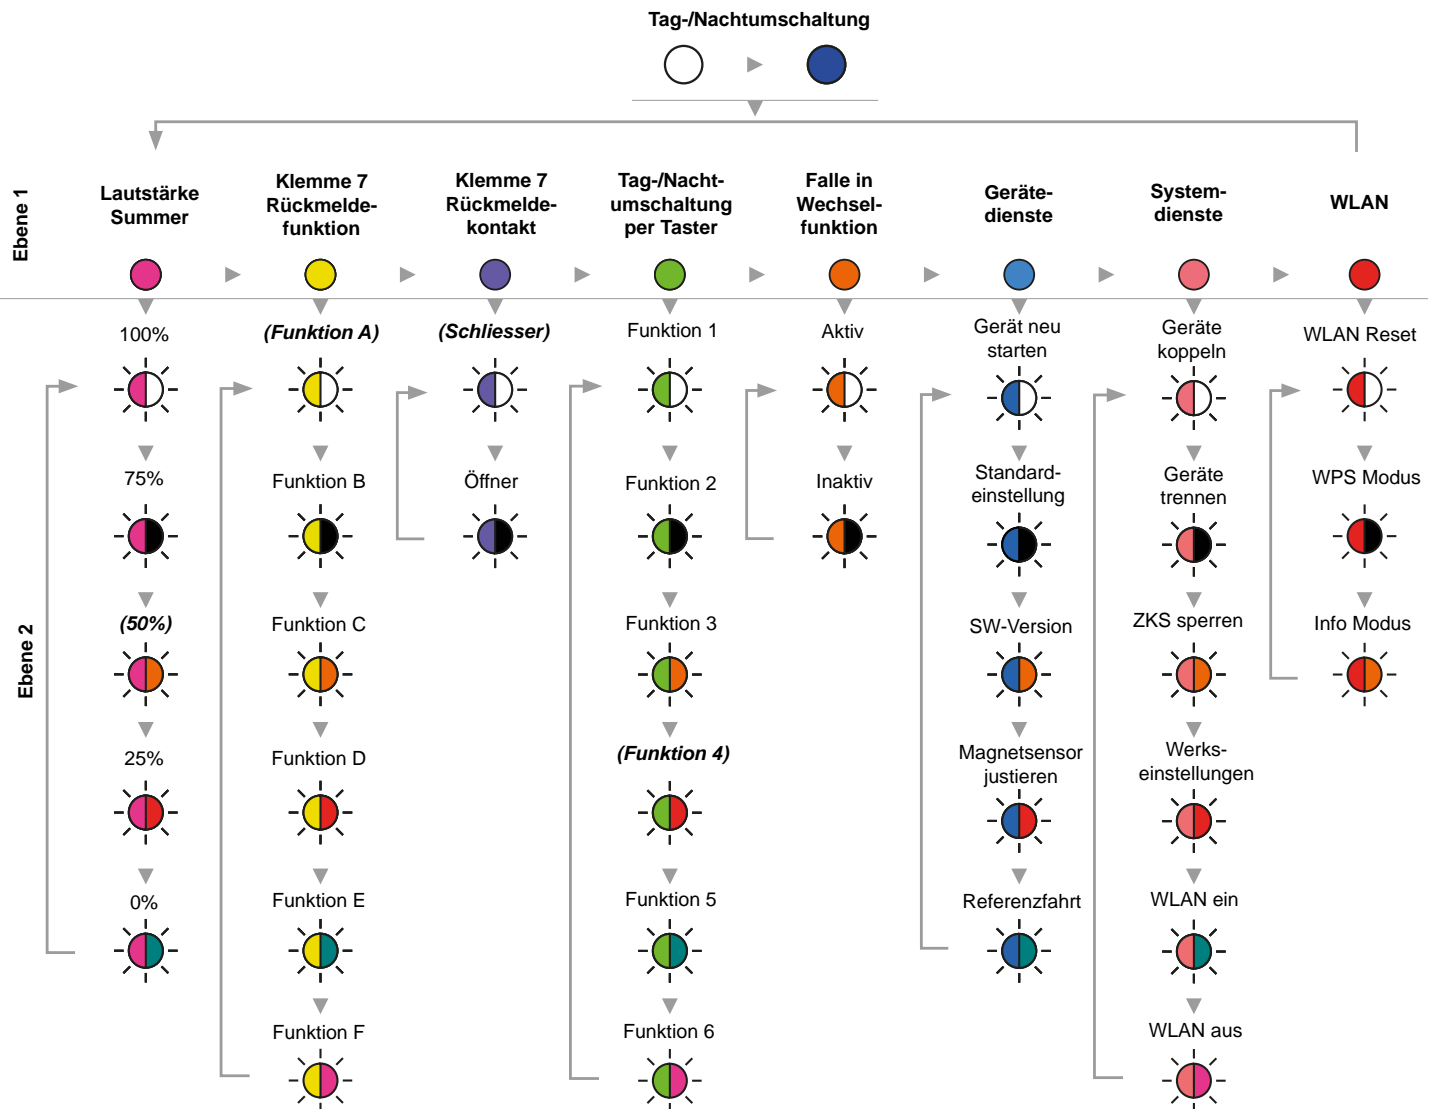 Tag-/Nachtumschaltung
Ebene 1
Lautstärke
Summer
Klemme 7
Rückmelde-
funktion
Klemme 7
Rückmelde-
kontakt
Tag-/Nacht-
umschaltung
per Taster
Falle in
Wechsel-
funktion
Geräte-
dienste
System-
dienste
WLAN
Ebene 2
100%
75%
(50%)
25%
0%
(Funktion A)
Funktion B
Funktion C
Funktion D
Funktion E
Funktion F
(Schliesser)
Öffner
Funktion 1
Funktion 2
Funktion 3
(Funktion 4)
Funktion 5
Funktion 6
Aktiv
Inaktiv
Gerät neu
starten
Standard-
einstellung
SW-Version
Magnetsensor
justieren
Referenzfahrt
Geräte
koppeln
Geräte
trennen
ZKS sperren
Werks-
einstellungen
WLAN ein
WLAN aus
WLAN Reset
WPS Modus
Info Modus